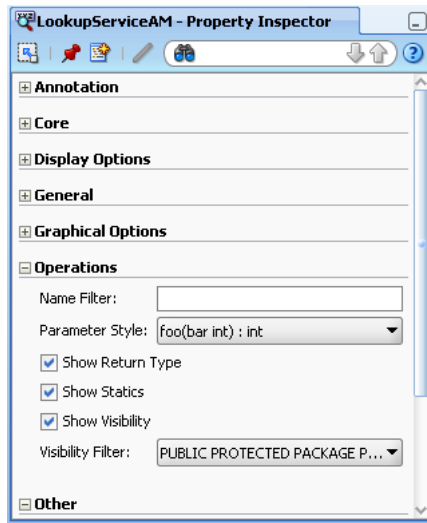 LookupServiceAM - Property Inspector
Annotation
Core
Display Options
General
Graphical Options
Operations
Name Filter:
Parameter Style: foo(bar int) : int
Show Return Type
Show Statics
Show Visibility
Visibility Filter: PUBLIC PROTECTED PACKAGE P...
Other